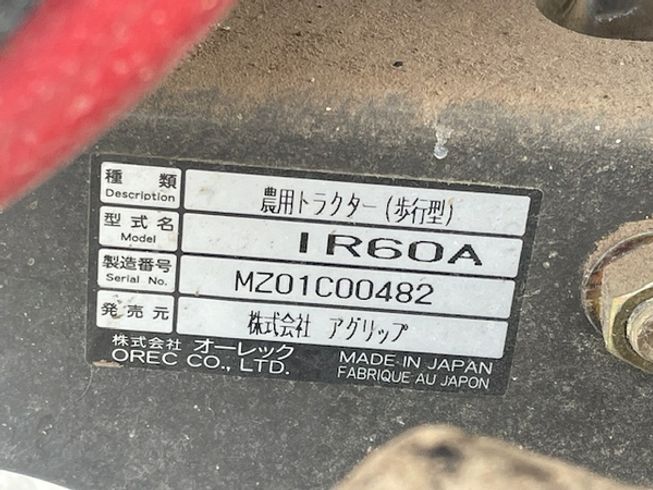 種類 農用トラクター(歩行型)
Description
型式名 IR60A
Model
製造番号 MZ01C00482
Serial No.
発売元 株式会社 アグリップ
株式会社 オーレック MADE IN JAPAN
OREC CO., LTD. FABRIQUE AU JAPON